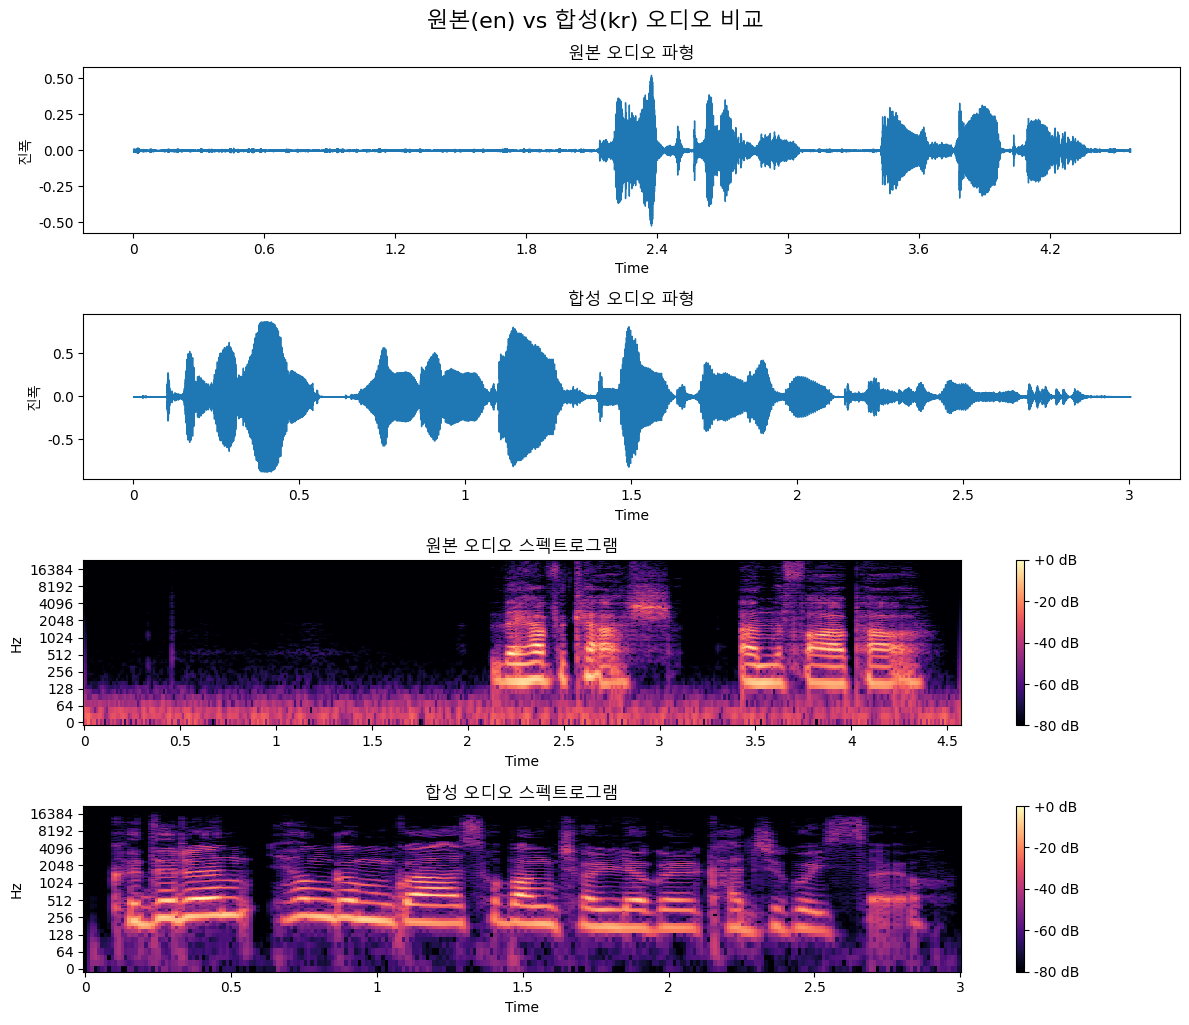 원본(en) vs 합성(kr) 오디오 비교
원본 오디오 파형
0.50
0.25
0.00
-0.25
-0.50
진폭
0 0.6 1.2 1.8 2.4 3 3.6 4.2
Time
합성 오디오 파형
0.5
0.0
-0.5
진폭
0 0.5 1 1.5 2 2.5 3
Time
원본 오디오 스펙트로그램
16384
8192
4096
2048
1024
512
256
128
64
0
Hz
0 0.5 1 1.5 2 2.5 3 3.5 4 4.5
Time
+0 dB
-20 dB
-40 dB
-60 dB
-80 dB
합성 오디오 스펙트로그램
16384
8192
4096
2048
1024
512
256
128
64
0
Hz
0 0.5 1 1.5 2 2.5 3
Time
+0 dB
-20 dB
-40 dB
-60 dB
-80 dB